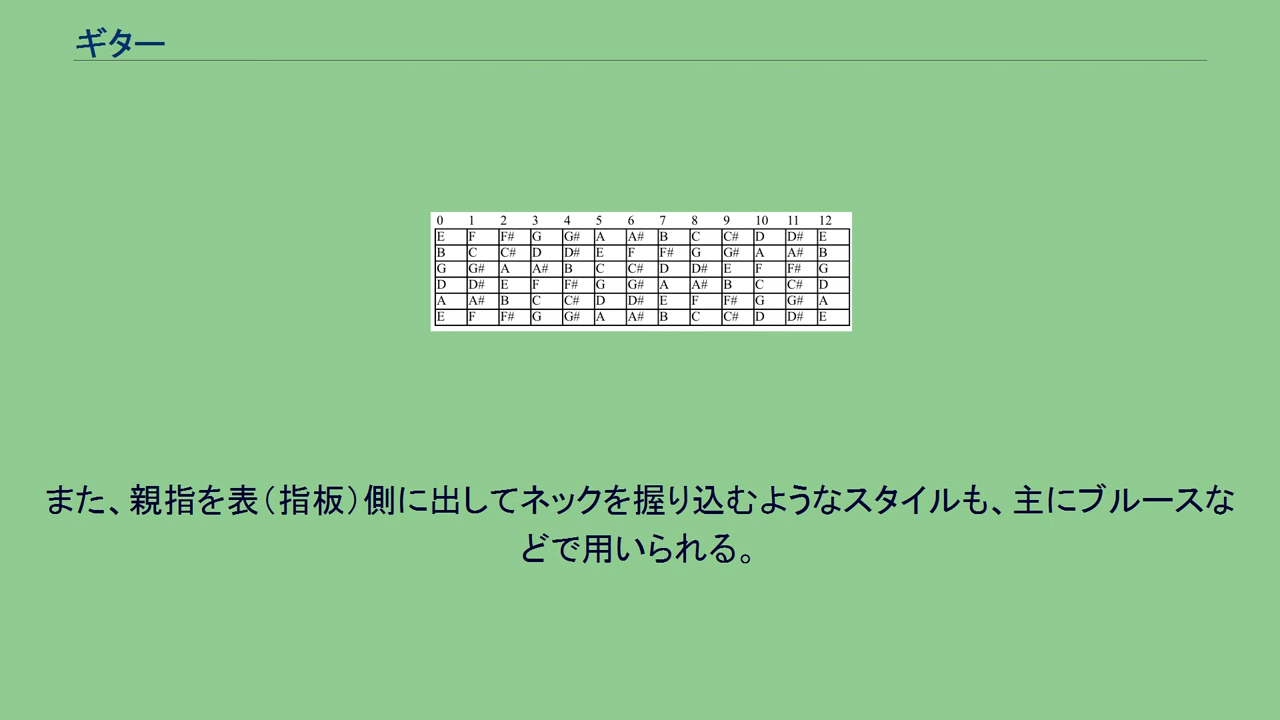 ギター
0 1 2 3 4 5 6 7 8 9 10 11 12
E F F# G G# A A# B C C# D D# E
B C C# D D# E F F# G G# A A# B
G G# A A# B C C# D D# E F F# G
D D# E F F# G G# A A# B C C# D
A A# B C C# D D# E F F# G G# A
E F F# G G# A A# B C C# D D# E
また、親指を表（指板）側に出してネックを握り込むようなスタイルも、主にブルースな
どで用いられる。